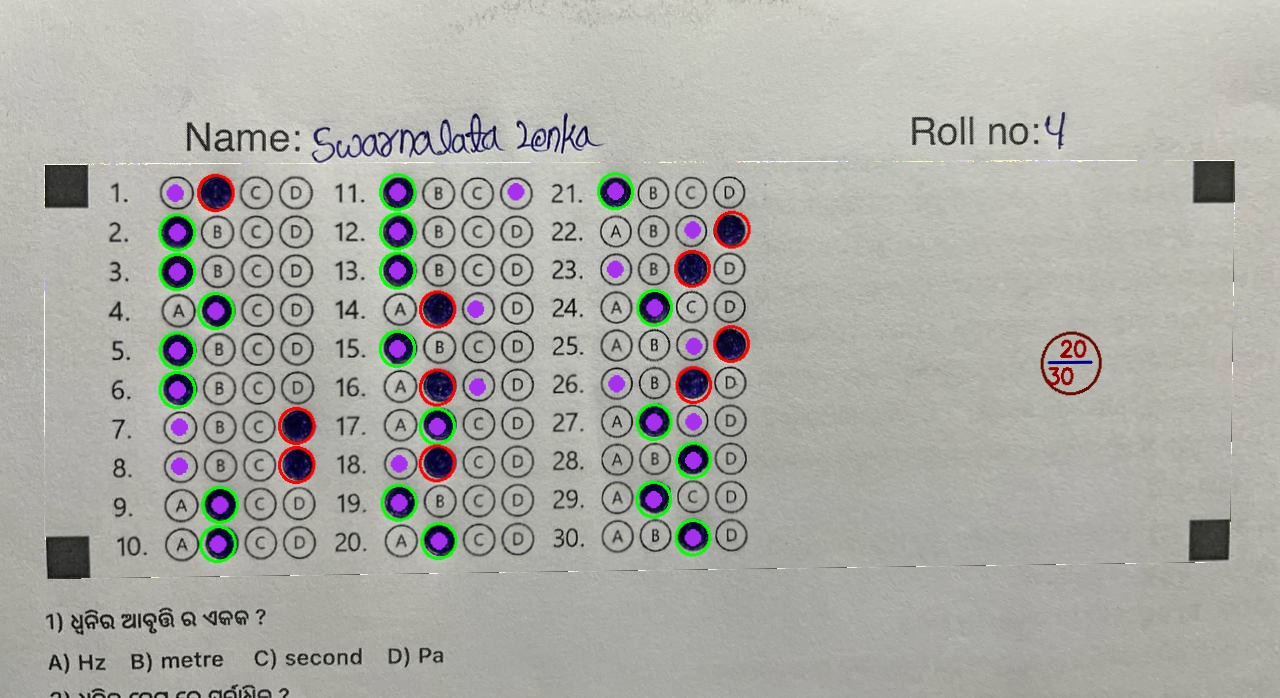 Name: Swarnalata Lenka
Roll no:4
1. C D 11. B C 21. B C D
2. B C D 12. B C D 22. A B
3. B C D 13. B C D 23. B D
4. A C D 14. A D 24. A C D
5. B C D 15. B C D 25. A B
6. B C D 16. A D 26. B D
7. B C 17. A C D 27. A D
8. B C 18. C D 28. A B D
9. A C D 19. B C D 29. A C D
10. A C D 20. A C D 30. A B D
20
30
1) ଧ୍ୱନିର ଆବୃତ୍ତି ର ଏକକ ?
A) Hz B) metre C) second D) Pa